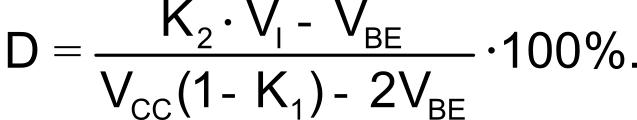 D = (K₂ · V_I - V_BE) / (V_CC(1 - K₁) - 2V_BE) · 100%.